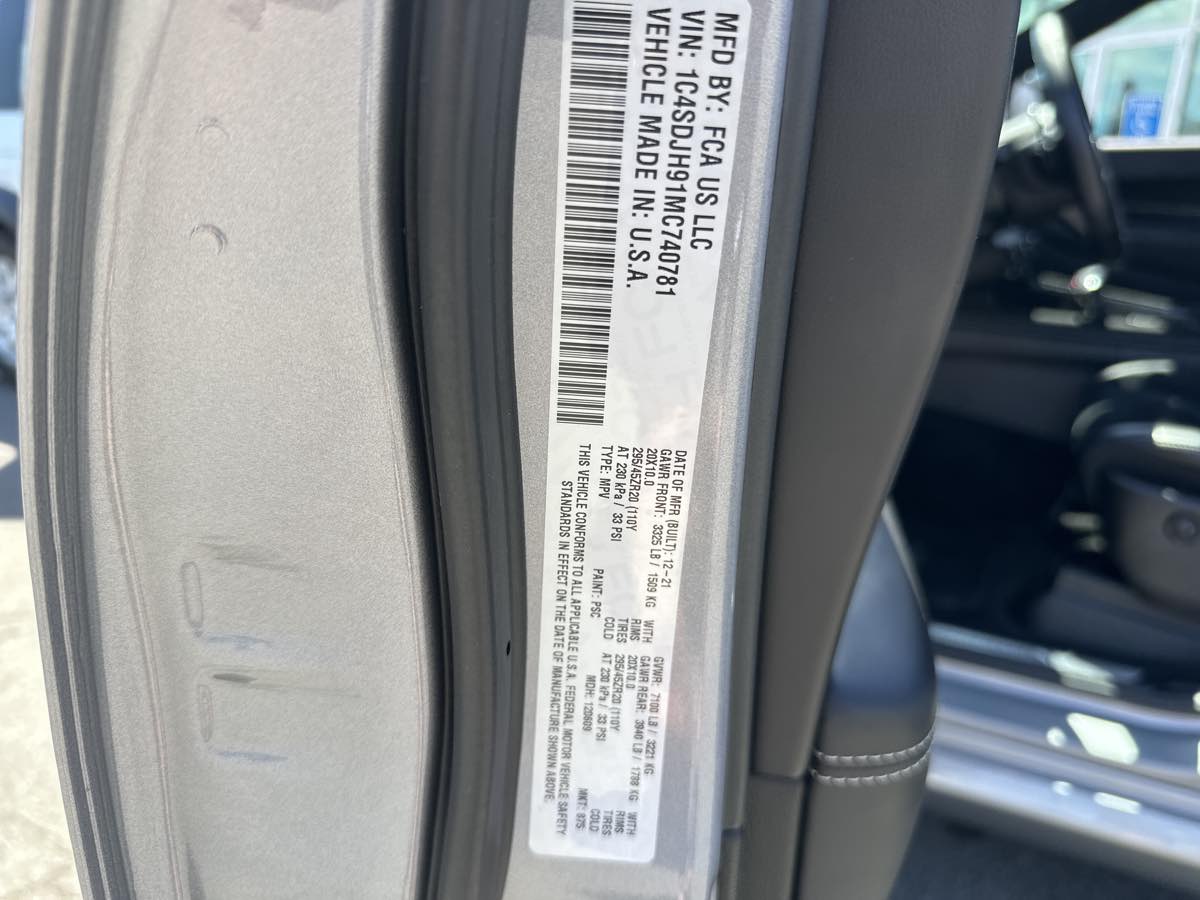 MFD BY: FCA US LLC
VIN: 1C4SDJH91MC740781
VEHICLE MADE IN: U.S.A.
DATE OF MFR (BUILT): 12-21
GVWR: 7100 LB / 3221 KG
GAWR FRONT: 3325 LB / 1509 KG WITH
GAWR REAR: 3940 LB / 1788 KG WITH
20X10.0 RIMS
20X10.0 RIMS
295/45ZR20 (110Y TIRES
295/45ZR20 (110Y TIRES
AT 230 kPa / 33 PSI COLD
AT 230 kPa / 33 PSI COLD
TYPE: MPV PAINT: PSC MDH: 120609 MKT: 875
THIS VEHICLE CONFORMS TO ALL APPLICABLE U.S.A. FEDERAL MOTOR VEHICLE SAFETY
STANDARDS IN EFFECT ON THE DATE OF MANUFACTURE SHOWN ABOVE.